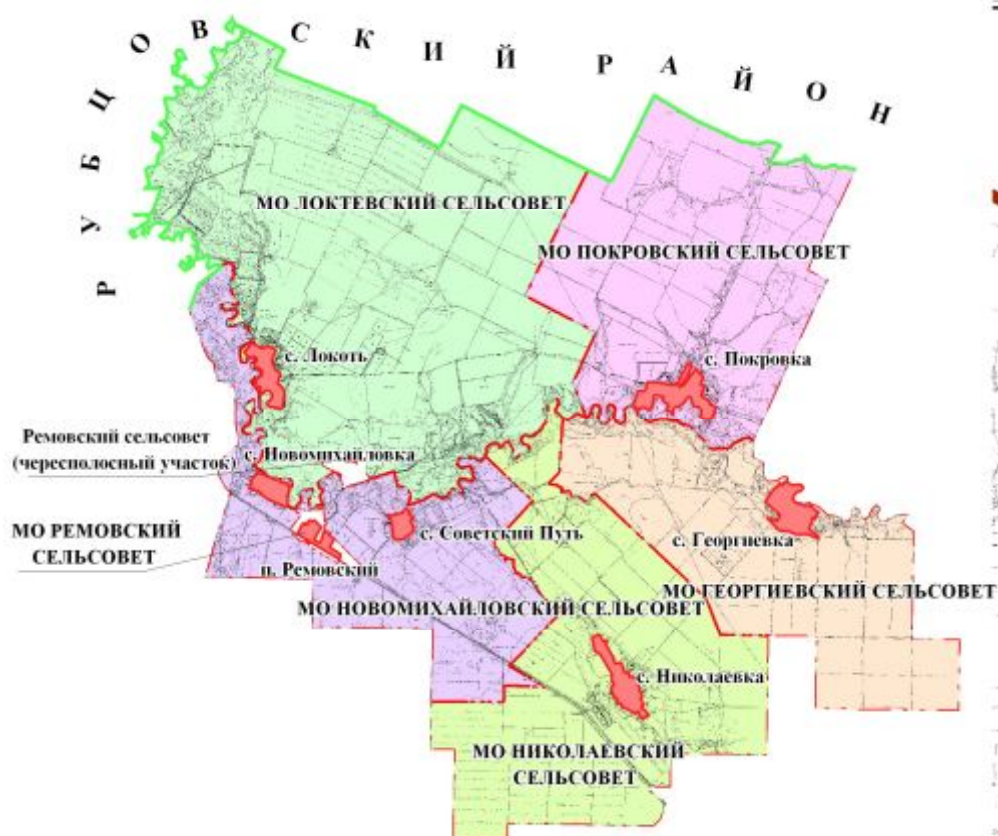 РУБЦОВСКИЙ РАЙОН
МО ЛОКТЕВСКИЙ СЕЛЬСОВЕТ
МО ПОКРОВСКИЙ СЕЛЬСОВЕТ
с. Локоть
с. Покровка
Ремовский сельсовет
(чересполосный участок)
с. Новомихайловка
МО РЕМОВСКИЙ
СЕЛЬСОВЕТ
с. Советский Путь
с. Георгиевка
п. Ремовский
МО НОВОМИХАЙЛОВСКИЙ СЕЛЬСОВЕТ
МО ГЕОРГИЕВСКИЙ СЕЛЬСОВЕТ
с. Николаевка
МО НИКОЛАЕВСКИЙ
СЕЛЬСОВЕТ